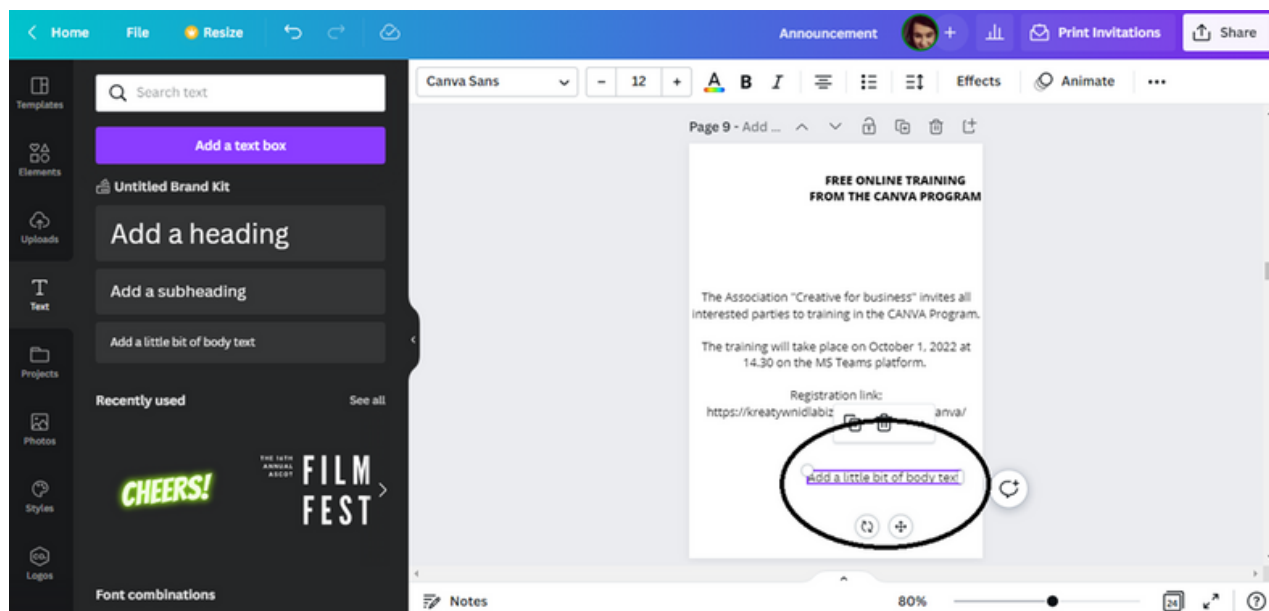 Home File Resize Announcement + Print Invitations Share
Templates
Elements
Uploads
Text
Projects
Photos
Styles
CO.
Logos
Search text
Add a text box
Untitled Brand Kit
Add a heading
Add a subheading
Add a little bit of body text
Recently used See all
CHEERS!
THE 16TH
ANNUAL
ASCOT
FILM
FEST
Font combinations
Canva Sans - 12 + A B I Effects Animate ...
Page 9 - Add ...
FREE ONLINE TRAINING
FROM THE CANVA PROGRAM
The Association "Creative for business" invites all
interested parties to training in the CANVA Program.
The training will take place on October 1, 2022 at
14.30 on the MS Teams platform.
Registration link:
https://kreatywnidlabiz anva/
Add a little bit of body text
Notes 80% 24 ?